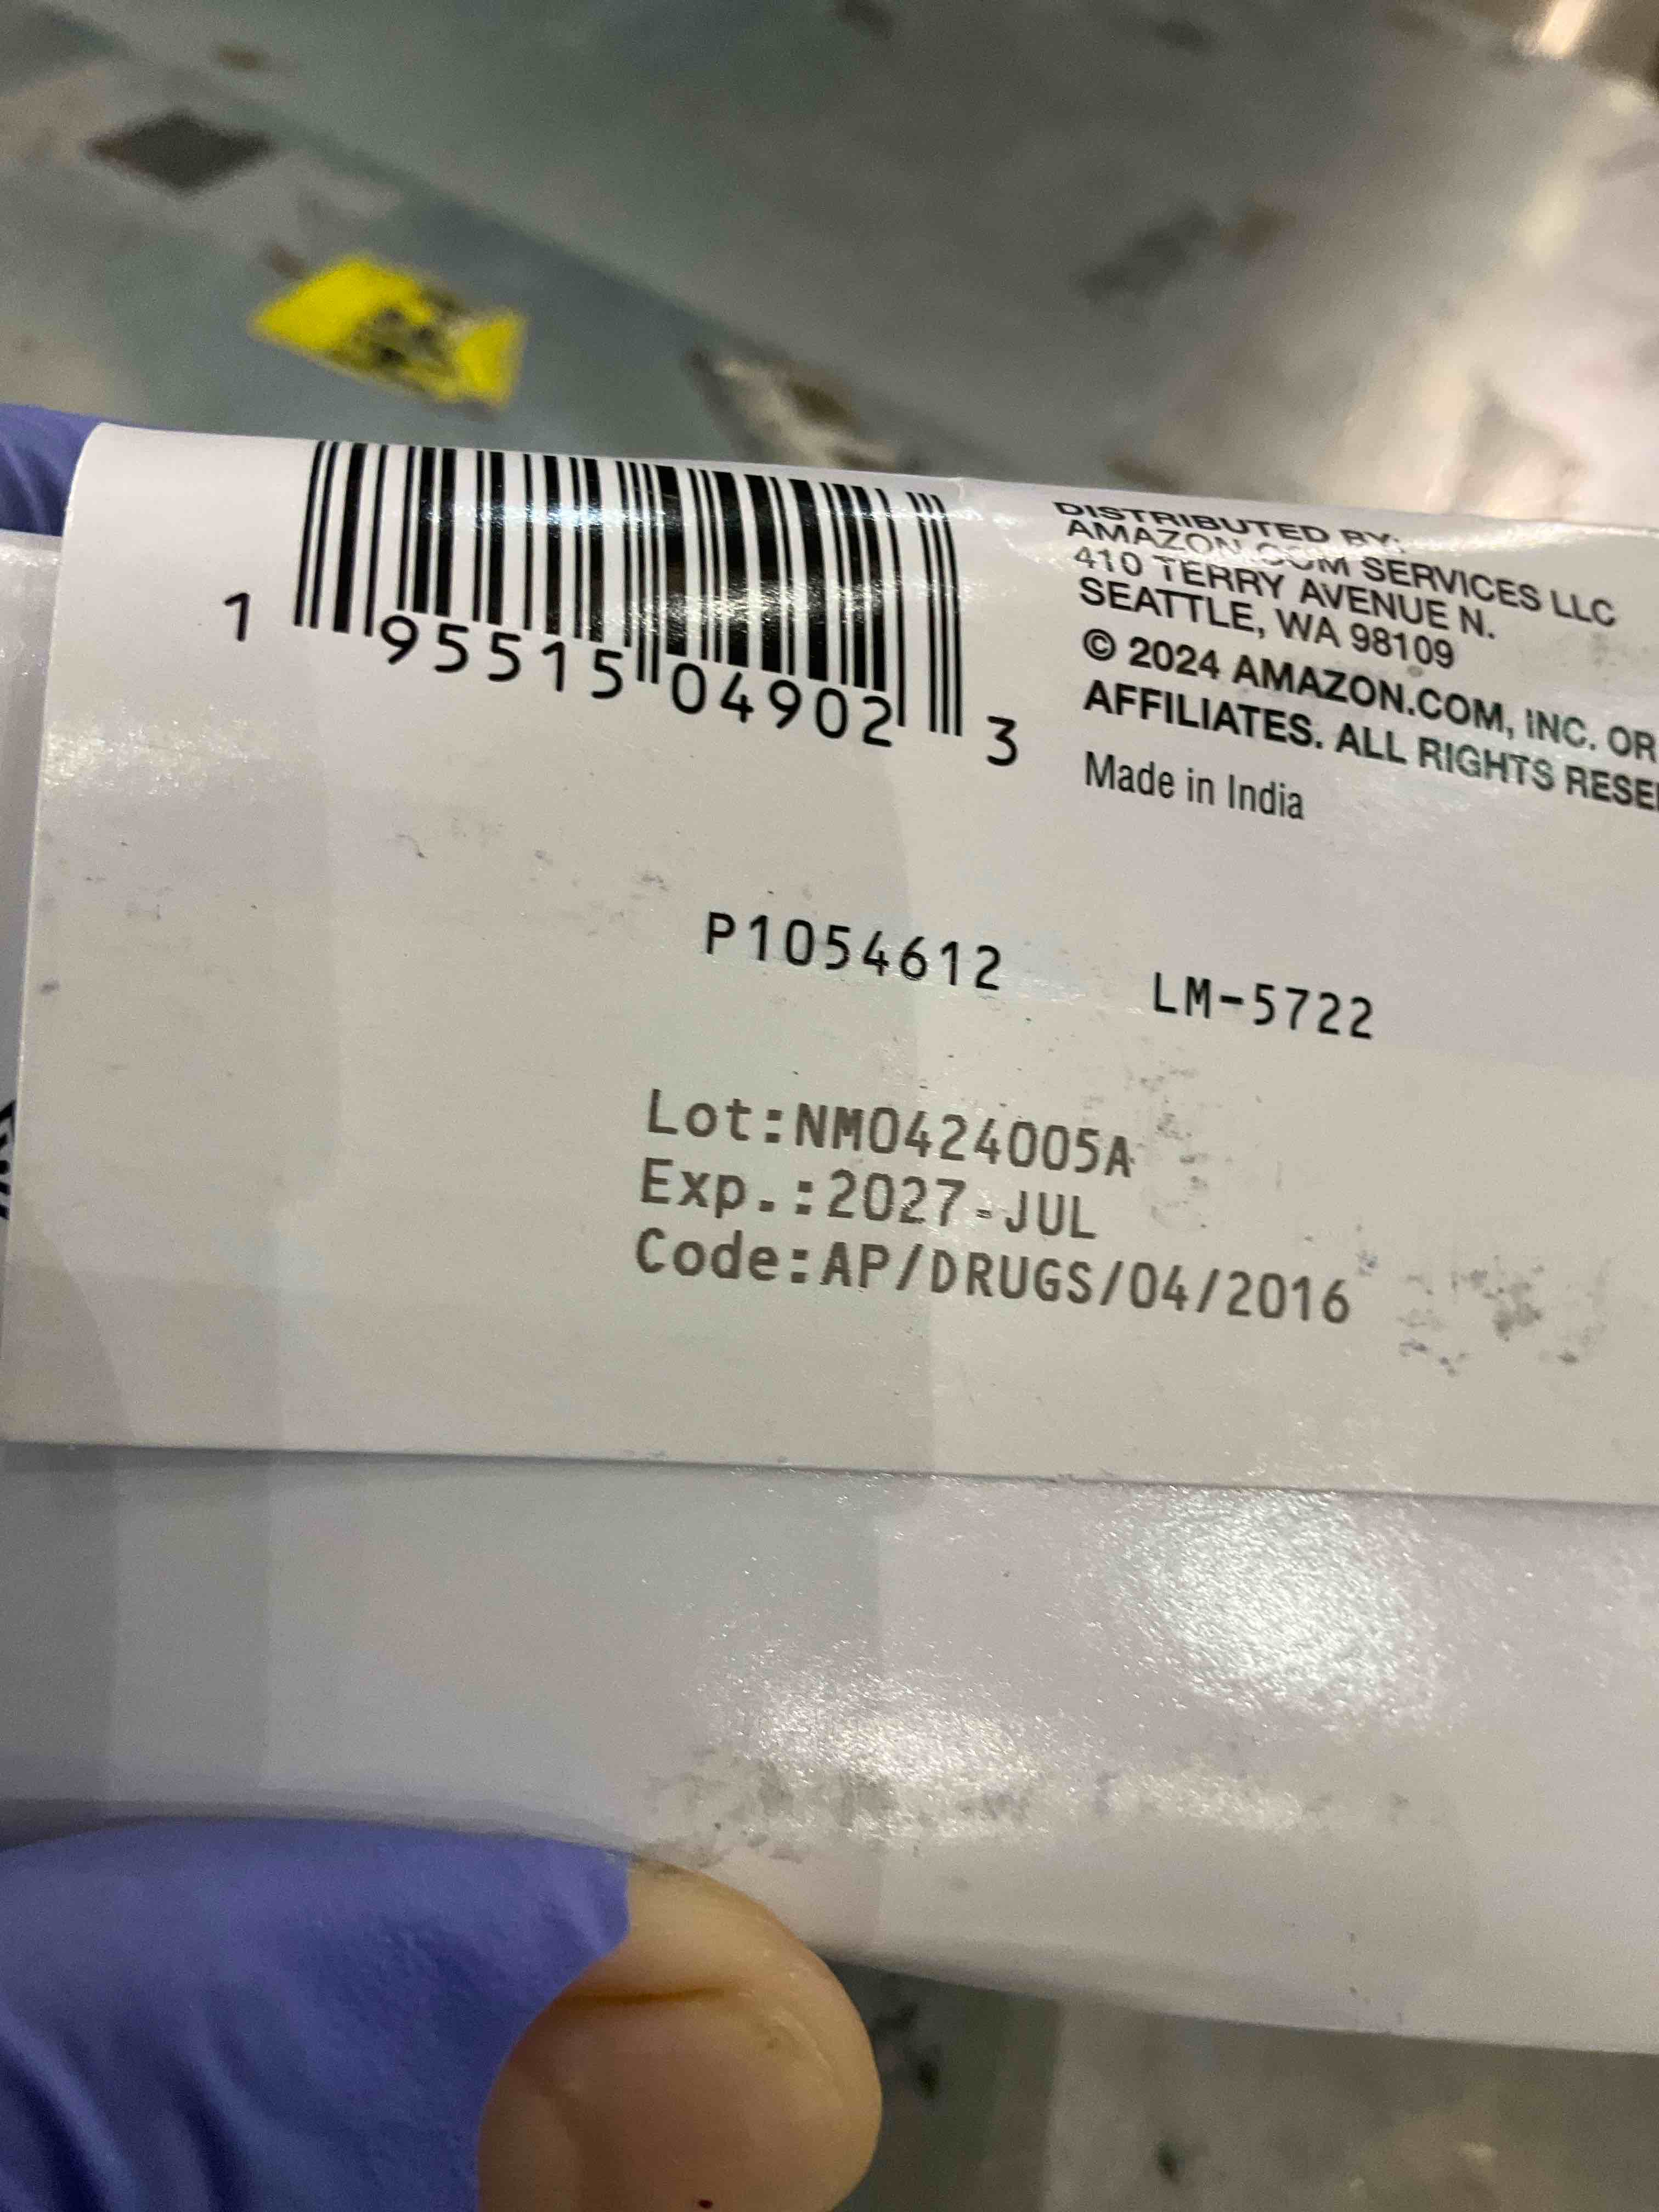 1 95515 04902 3
DISTRIBUTED BY:
AMAZON.COM SERVICES LLC
410 TERRY AVENUE N.
SEATTLE, WA 98109
© 2024 AMAZON.COM, INC. OR
AFFILIATES. ALL RIGHTS RESE
Made in India
P1054612 LM-5722
Lot:NM0424005A
Exp.:2027-JUL
Code:AP/DRUGS/04/2016